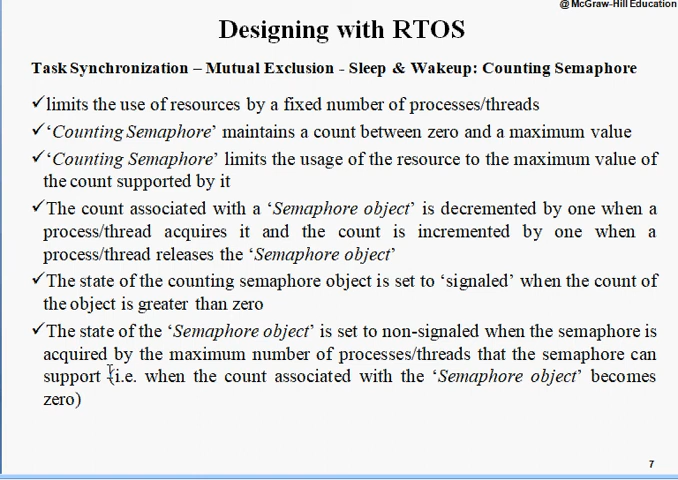 @ McGraw-Hill Education
Designing with RTOS
Task Synchronization – Mutual Exclusion - Sleep & Wakeup: Counting Semaphore
✓limits the use of resources by a fixed number of processes/threads
✓‘Counting Semaphore’ maintains a count between zero and a maximum value
✓‘Counting Semaphore’ limits the usage of the resource to the maximum value of
the count supported by it
✓The count associated with a ‘Semaphore object’ is decremented by one when a
process/thread acquires it and the count is incremented by one when a
process/thread releases the ‘Semaphore object’
✓The state of the counting semaphore object is set to ‘signaled’ when the count of
the object is greater than zero
✓The state of the ‘Semaphore object’ is set to non-signaled when the semaphore is
acquired by the maximum number of processes/threads that the semaphore can
support (i.e. when the count associated with the ‘Semaphore object’ becomes
zero)
7